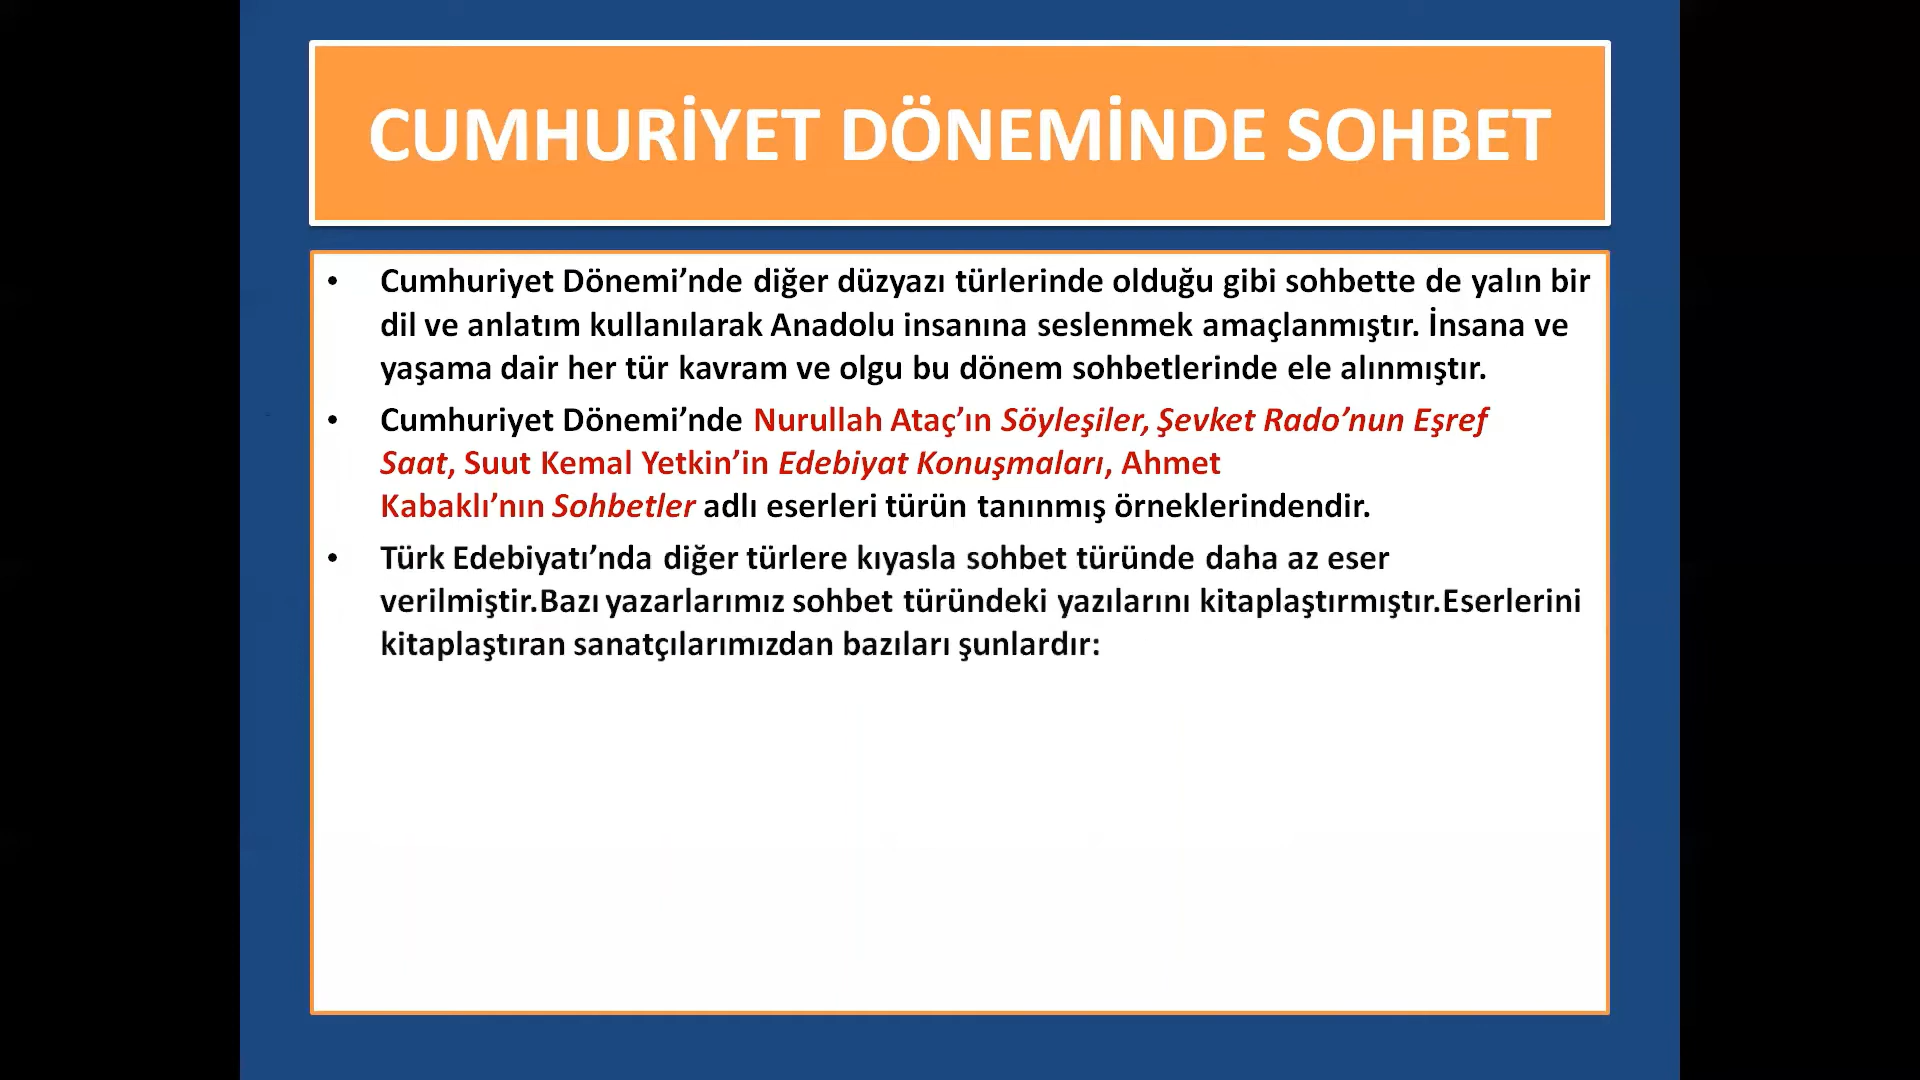 CUMHURİYET DÖNEMİNDE SOHBET
• Cumhuriyet Dönemi’nde diğer düzyazı türlerinde olduğu gibi sohbette de yalın bir
dil ve anlatım kullanılarak Anadolu insanına seslenmek amaçlanmıştır. İnsana ve
yaşama dair her tür kavram ve olgu bu dönem sohbetlerinde ele alınmıştır.
• Cumhuriyet Dönemi’nde Nurullah Ataç’ın Söyleşiler, Şevket Rado’nun Eşref
Saat, Suut Kemal Yetkin’in Edebiyat Konuşmaları, Ahmet
Kabaklı’nın Sohbetler adlı eserleri türün tanınmış örneklerindendir.
• Türk Edebiyatı’nda diğer türlere kıyasla sohbet türünde daha az eser
verilmiştir.Bazı yazarlarımız sohbet türündeki yazılarını kitaplaştırmıştır.Eserlerini
kitaplaştıran sanatçılarımızdan bazıları şunlardır: